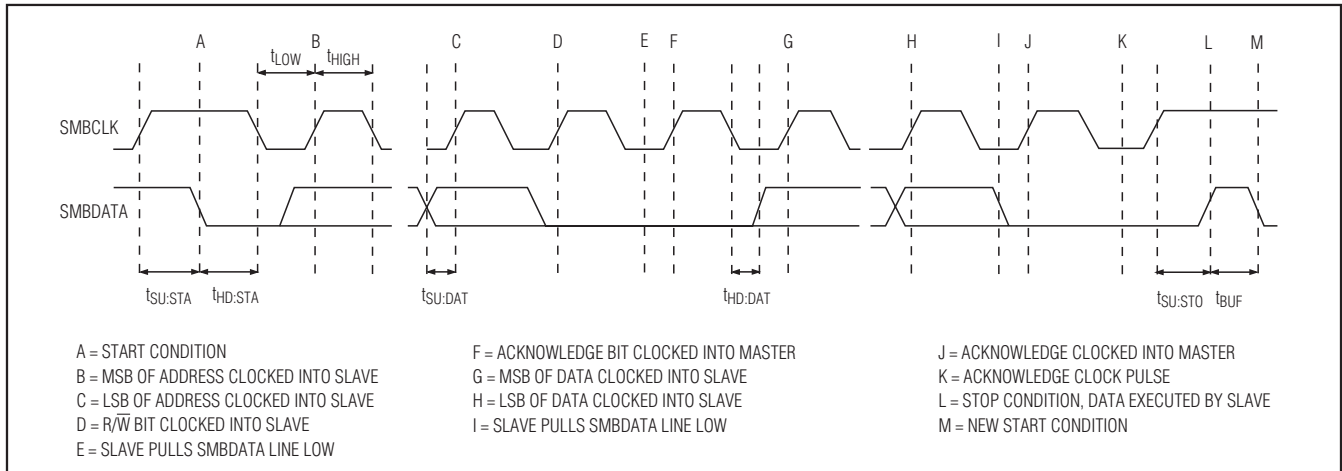 A B C D E F G H I J K L M
tLOW tHIGH
SMBCLK
SMBDATA
tSU:STA tHD:STA tSU:DAT tHD:DAT tSU:STO tBUF
A = START CONDITION
B = MSB OF ADDRESS CLOCKED INTO SLAVE
C = LSB OF ADDRESS CLOCKED INTO SLAVE
D = R/W̅ BIT CLOCKED INTO SLAVE
E = SLAVE PULLS SMBDATA LINE LOW
F = ACKNOWLEDGE BIT CLOCKED INTO MASTER
G = MSB OF DATA CLOCKED INTO SLAVE
H = LSB OF DATA CLOCKED INTO SLAVE
I = SLAVE PULLS SMBDATA LINE LOW
J = ACKNOWLEDGE CLOCKED INTO MASTER
K = ACKNOWLEDGE CLOCK PULSE
L = STOP CONDITION, DATA EXECUTED BY SLAVE
M = NEW START CONDITION